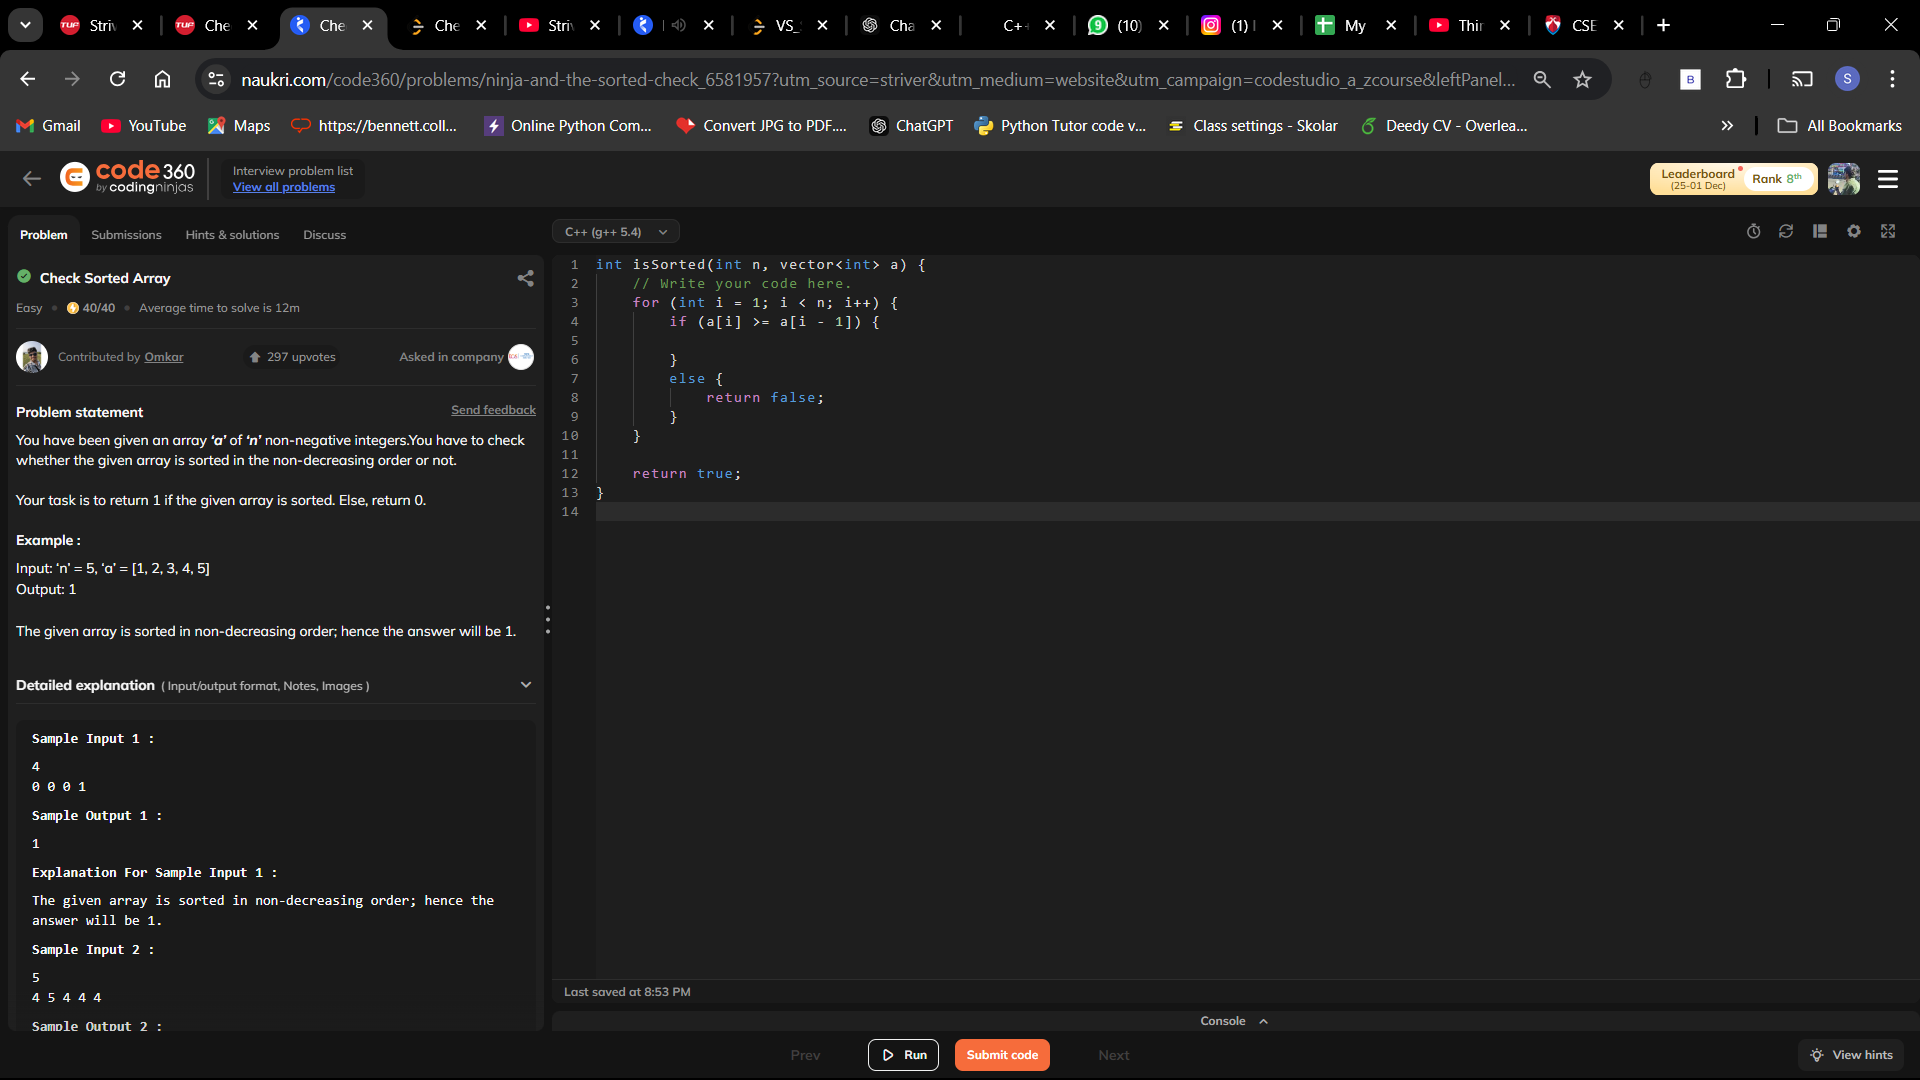 Striv
Che
Che
Che
Striv
VS_
Cha
C++
(10)
(1)
My
Thir
CSE
naukri.com/code360/problems/ninja-and-the-sorted-check_6581957?utm_source=striver&utm_medium=website&utm_campaign=codestudio_a_zcourse&leftPanel...
Gmail
YouTube
Maps
https://bennett.coll...
Online Python Com...
Convert JPG to PDF....
ChatGPT
Python Tutor code v...
Class settings - Skolar
Deedy CV - Overlea...
All Bookmarks
code 360
by codingninjas
Interview problem list
View all problems
Leaderboard
(25-01 Dec)
Rank 8th
Problem
Submissions
Hints & solutions
Discuss
C++ (g++ 5.4)
Check Sorted Array
Easy • 40/40 • Average time to solve is 12m
Contributed by Omkar
297 upvotes
Asked in company
Problem statement
Send feedback
You have been given an array ‘a’ of ‘n’ non-negative integers.You have to check
whether the given array is sorted in the non-decreasing order or not.
Your task is to return 1 if the given array is sorted. Else, return 0.
Example :
Input: ‘n’ = 5, ‘a’ = [1, 2, 3, 4, 5]
Output: 1
The given array is sorted in non-decreasing order; hence the answer will be 1.
Detailed explanation ( Input/output format, Notes, Images )
Sample Input 1 :
4
0 0 0 1
Sample Output 1 :
1
Explanation For Sample Input 1 :
The given array is sorted in non-decreasing order; hence the
answer will be 1.
Sample Input 2 :
5
4 5 4 4 4
Sample Output 2 :
1 int isSorted(int n, vector<int> a) {
2 // Write your code here.
3 for (int i = 1; i < n; i++) {
4 if (a[i] >= a[i - 1]) {
5
6 }
7 else {
8 return false;
9 }
10 }
11
12 return true;
13 }
14
Last saved at 8:53 PM
Console
Prev
Run
Submit code
Next
View hints